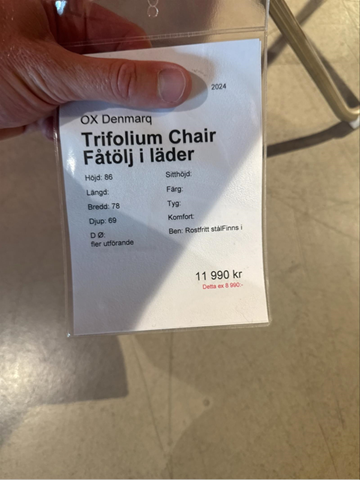 2024
OX Denmarq
Trifolium Chair
Fåtölj i läder
Höjd: 86
Sitthöjd:
Längd:
Färg:
Bredd: 78
Tyg:
Djup: 69
Komfort:
D Ø:
Ben: Rostfritt stålFinns i
fler utförande
11 990 kr
Detta ex 8 990:-